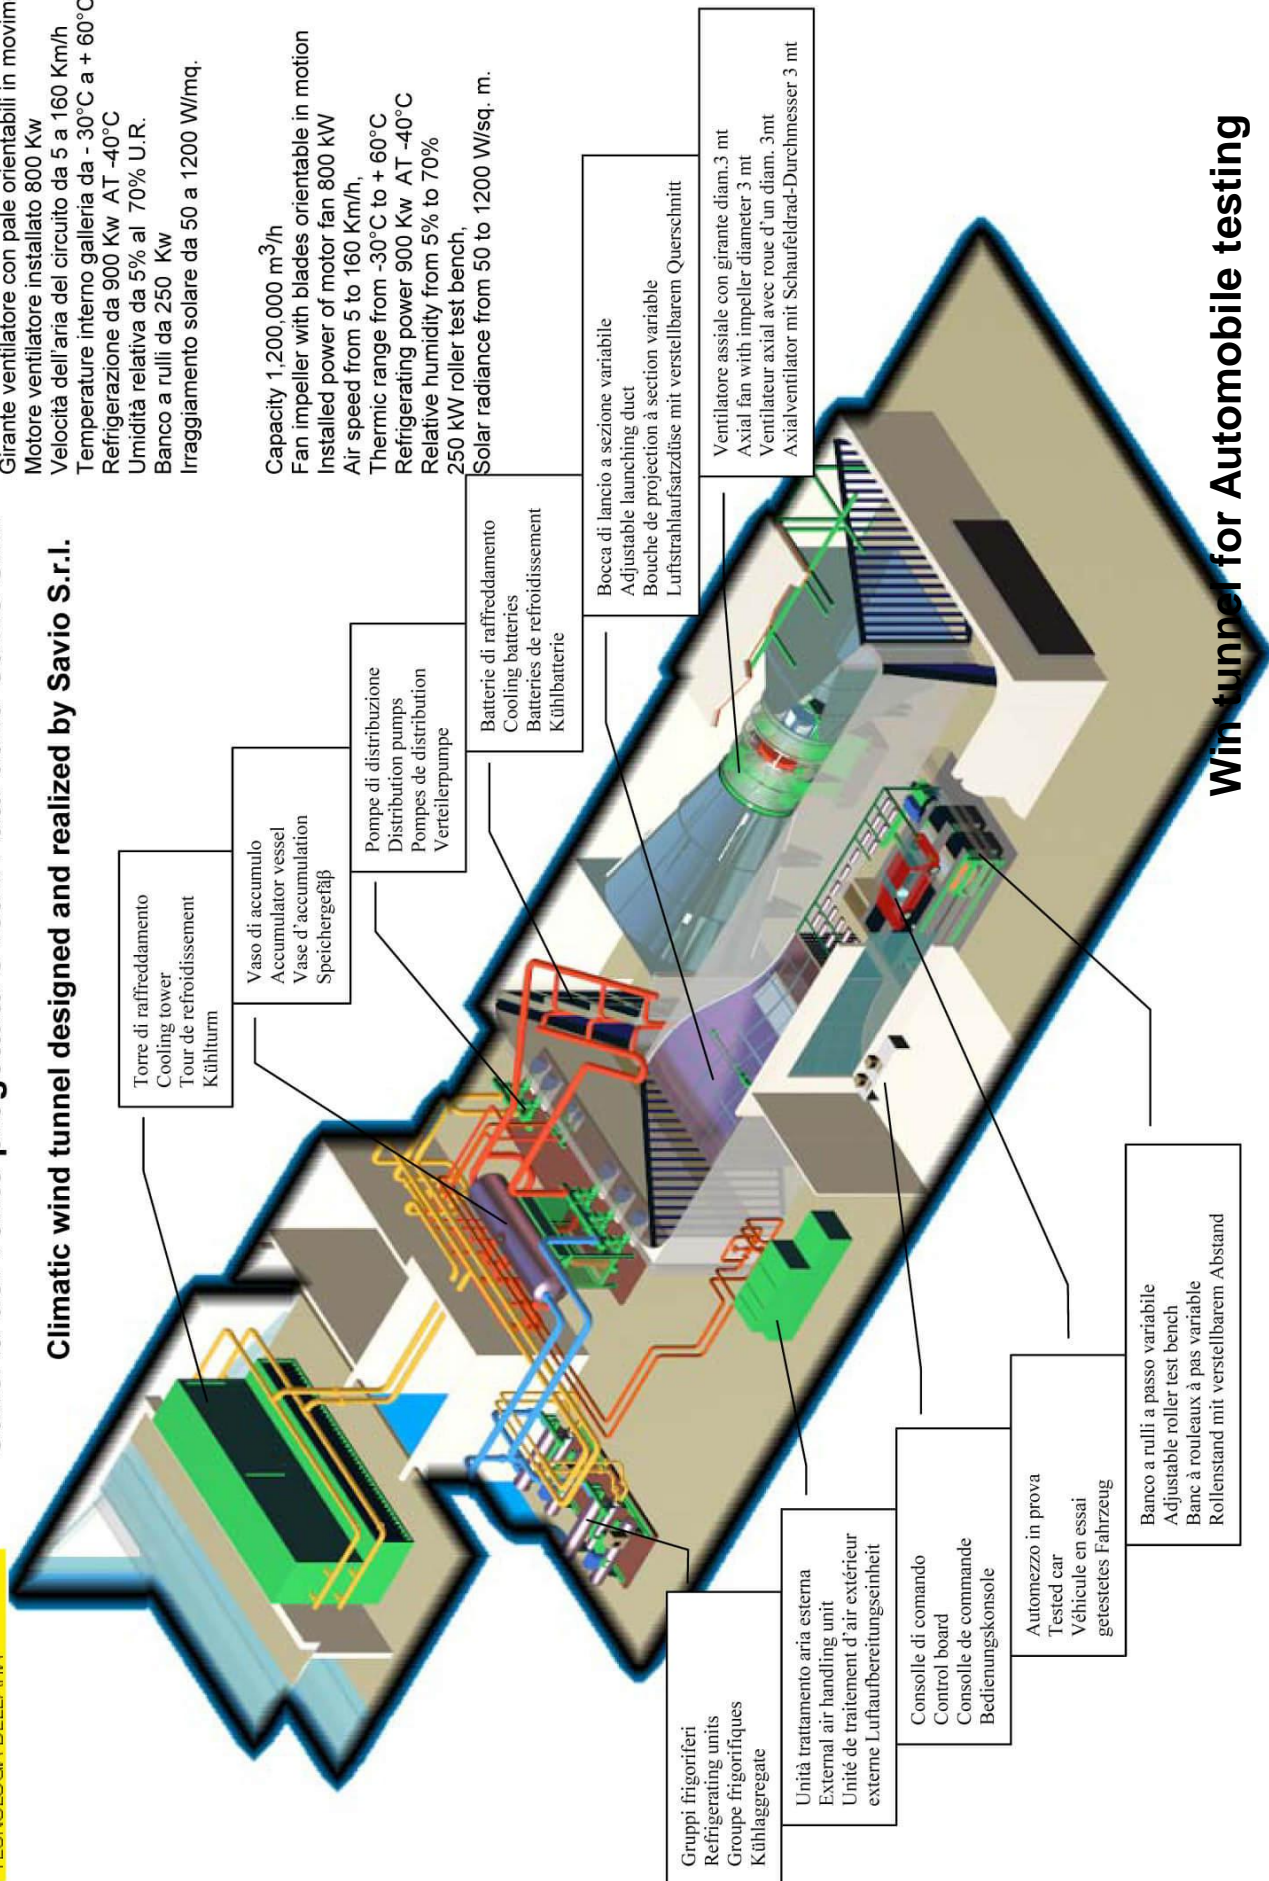 TECNOLOGIA DELL'ARIA
Climatic wind tunnel designed and realized by Savio S.r.l.
Girante ventilatore con pale orientabili in movim
Motore ventilatore installato 800 Kw
Velocità dell'aria del circuito da 5 a 160 Km/h
Temperature interno galleria da - 30°C a + 60°C
Refrigerazione da 900 Kw AT -40°C
Umidità relativa da 5% al 70% U.R.
Banco a rulli da 250 Kw
Irraggiamento solare da 50 a 1200 W/mq.
Capacity 1,200,000 m³/h
Fan impeller with blades orientable in motion
Installed power of motor fan 800 kW
Air speed from 5 to 160 Km/h,
Thermic range from -30°C to + 60°C
Refrigerating power 900 Kw AT -40°C
Relative humidity from 5% to 70%
250 kW roller test bench,
Solar radiance from 50 to 1200 W/sq. m.
Torre di raffreddamento
Cooling tower
Tour de refroidissement
Kühlturm
Vaso di accumulo
Accumulator vessel
Vase d'accumulation
Speichergefäß
Pompe di distribuzione
Distribution pumps
Pompes de distribution
Verteilerpumpe
Batterie di raffreddamento
Cooling batteries
Batteries de refroidissement
Kühlbatterie
Bocca di lancio a sezione variabile
Adjustable launching duct
Bouche de projection à section variable
Luftstrahlaufsatzdüse mit verstellbarem Querschnitt
Ventilatore assiale con girante diam.3 mt
Axial fan with impeller diameter 3 mt
Ventilateur axial avec roue d'un diam. 3mt
Axialventilator mit Schaufeldrad-Durchmesser 3 mt
Gruppi frigoriferi
Refrigerating units
Groupe frigorifiques
Kühlaggregate
Unità trattamento aria esterna
External air handling unit
Unité de traitement d'air extérieur
externe Luftaufbereitungseinheit
Consolle di comando
Control board
Consolle de commande
Bedienungskonsole
Automezzo in prova
Tested car
Véhicule en essai
getestetes Fahrzeug
Banco a rulli a passo variabile
Adjustable roller test bench
Banc à rouleaux à pas variable
Rollenstand mit verstellbarem Abstand
Win tunnel for Automobile testing